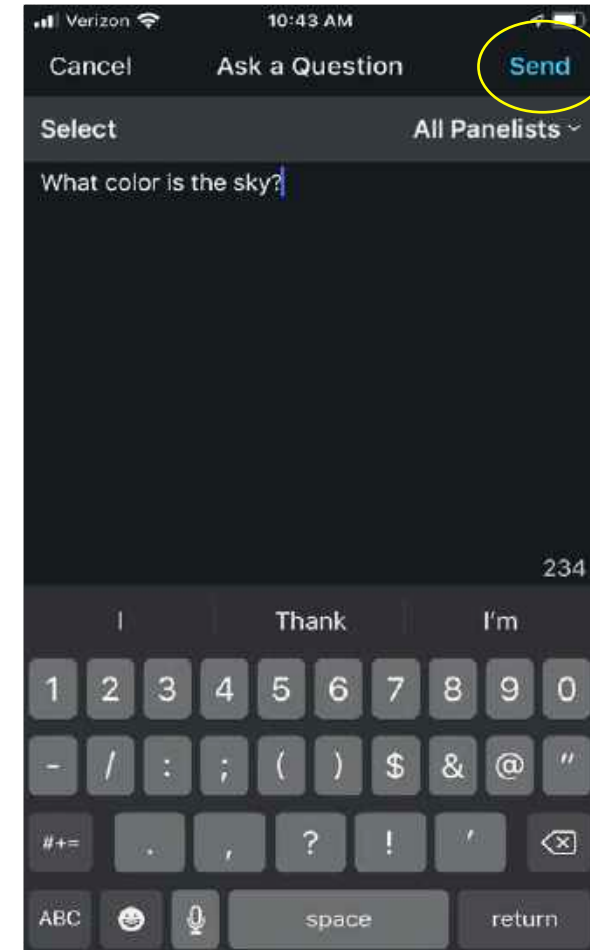 Verizon 10:43 AM
Cancel Ask a Question Send
Select All Panelists
What color is the sky?
234
I Thank I'm
1 2 3 4 5 6 7 8 9 0
- / : ; ( ) $ & @ "
#+= . , ? ! '
ABC space return